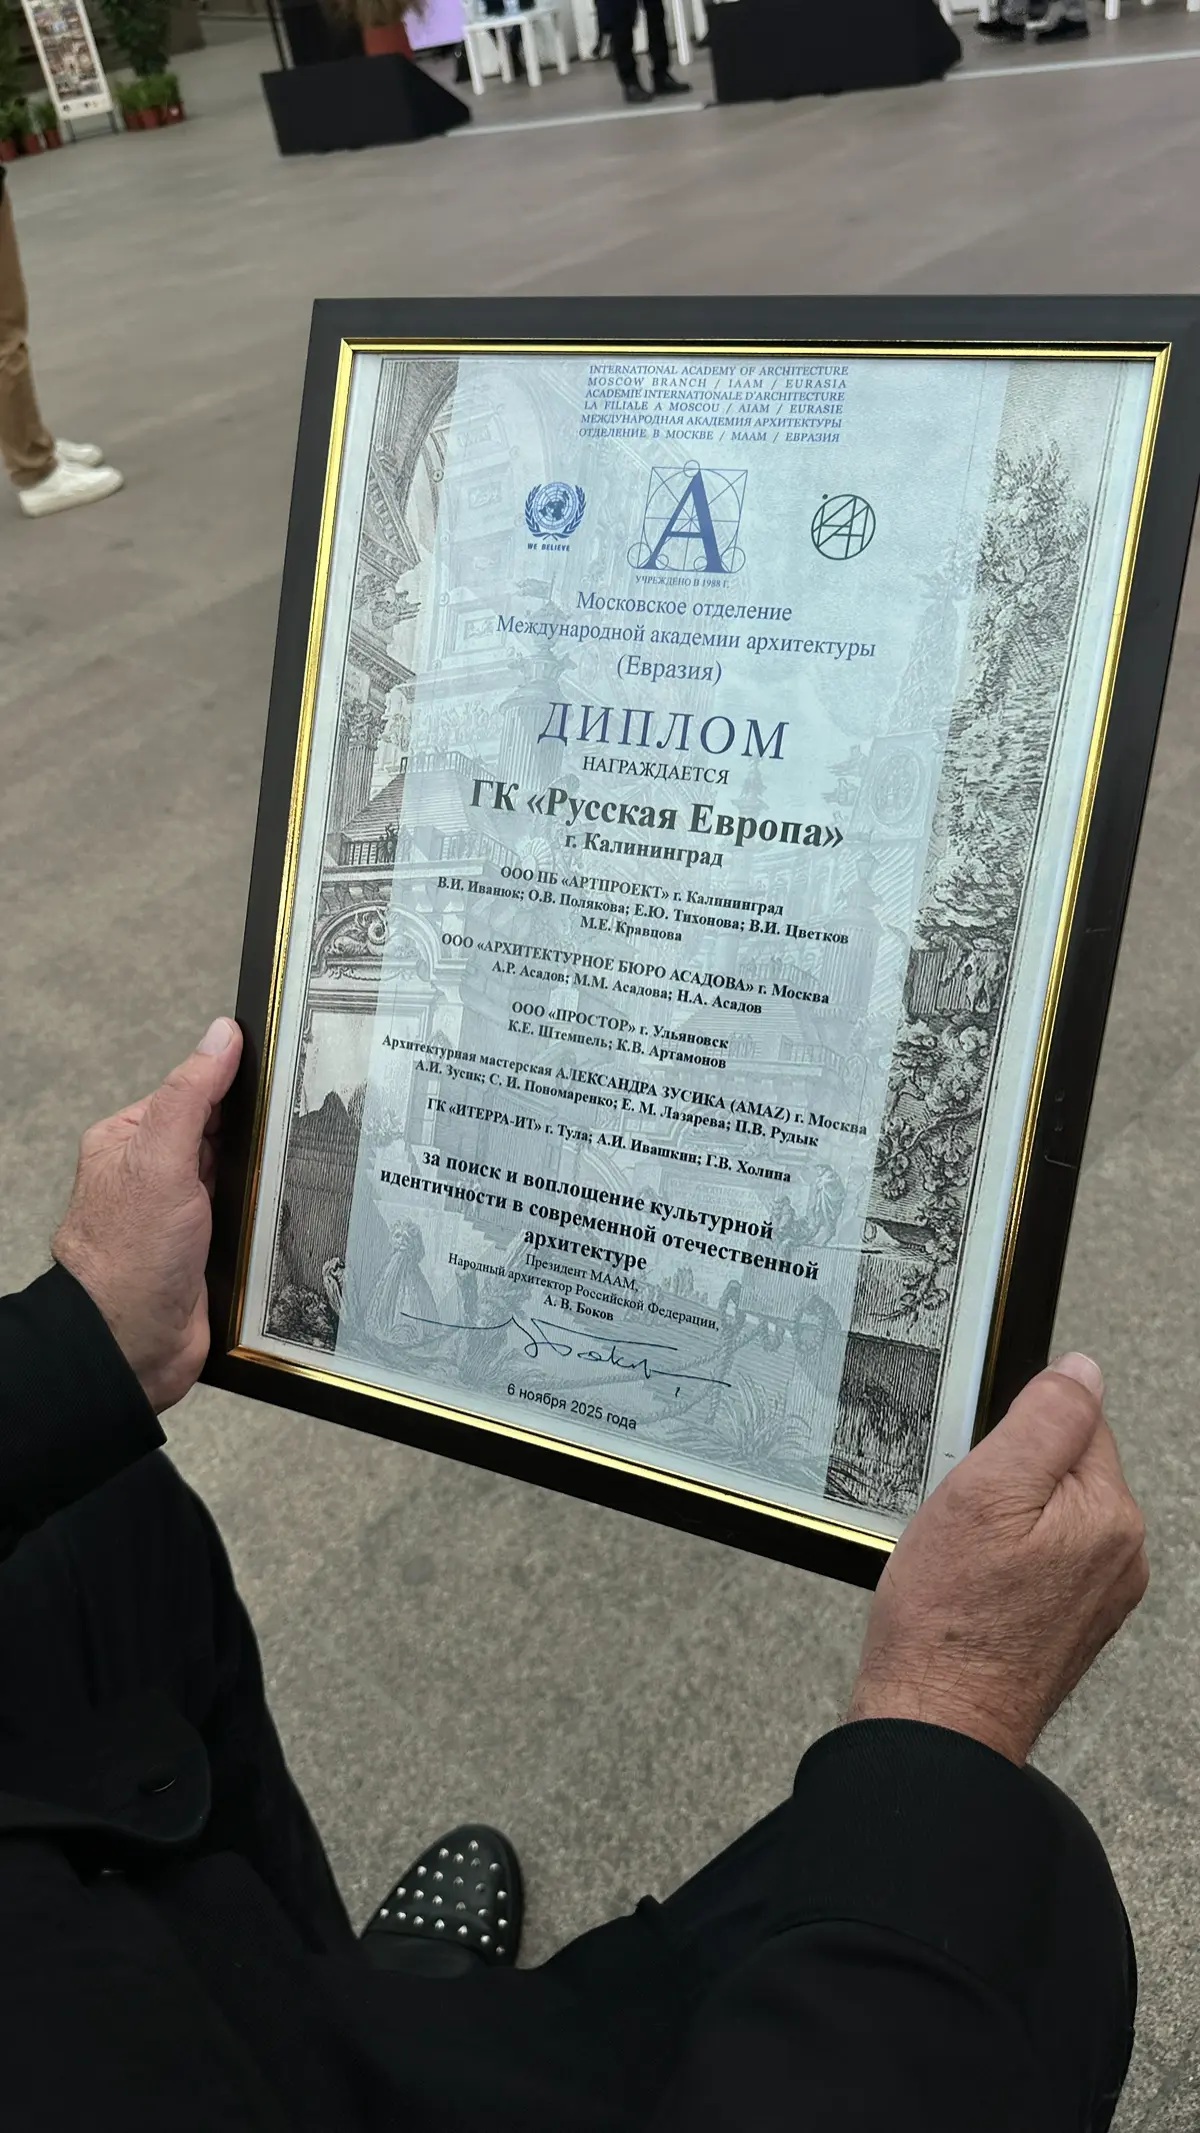 INTERNATIONAL ACADEMY OF ARCHITECTURE
MOSCOW BRANCH / IAAM / EURASIA
ACADEMIE INTERNATIONALE D'ARCHITECTURE
LA FILIALE A MOSCOU / AIAM / EURASIE
МЕЖДУНАРОДНАЯ АКАДЕМИЯ АРХИТЕКТУРЫ
ОТДЕЛЕНИЕ В МОСКВЕ / МААМ / ЕВРАЗИЯ
WE BELIEVE
А
УЧРЕЖДЕНО В 1988 Г.
Московское отделение
Международной академии архитектуры
(Евразия)
ДИПЛОМ
НАГРАЖДАЕТСЯ
ГК «Русская Европа»
г. Калининград
ООО ПБ «АРТПРОЕКТ» г. Калининград
В.И. Иванюк; О.В. Полякова; Е.Ю. Тихонова; В.И. Цветков
М.Е. Кравцова
ООО «АРХИТЕКТУРНОЕ БЮРО АСАДОВА» г. Москва
А.Р. Асадов; М.М. Асадова; Н.А. Асадов
ООО «ПРОСТОР» г. Ульяновск
К.Е. Штемпель; К.В. Артамонов
Архитектурная мастерская АЛЕКСАНДРА ЗУСИКА (AMAZ) г. Москва
А.И. Зусик; С. И. Пономаренко; Е. М. Лазарева; П.В. Рудык
ГК «ИТЕРРА-ИТ» г. Тула; А.И. Ивашкин; Г.В. Холина
за поиск и воплощение культурной
идентичности в современной отечественной
архитектуре
Президент МААМ,
Народный архитектор Российской Федерации,
А. В. Боков
6 ноября 2025 года